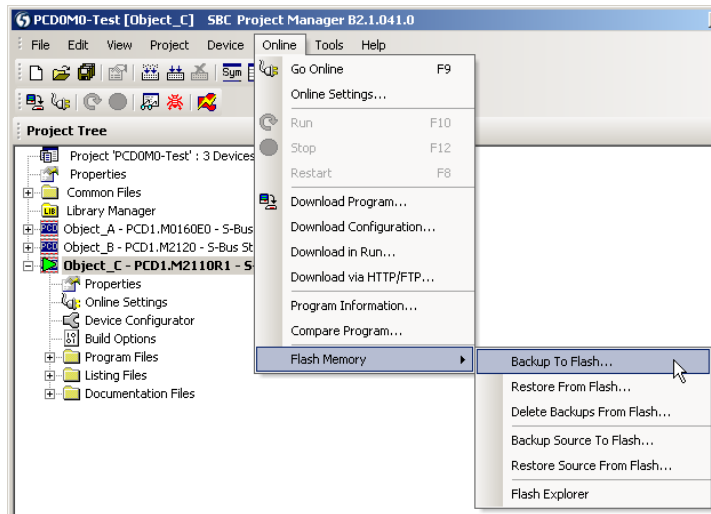 PCD0M0-Test [Object_C]   SBC Project Manager B2.1.041.0
File Edit View Project Device Online Tools Help
Sym
Project Tree
Project 'PCD0M0-Test' : 3 Devices
Properties
Common Files
LIB Library Manager
PCD Object_A - PCD1.M0160E0 - S-Bus
PCD Object_B - PCD1.M2120 - S-Bus St
Object_C - PCD1.M2110R1 - S-
Properties
Online Settings
Device Configurator
Build Options
Program Files
Listing Files
Documentation Files
Go Online F9
Online Settings...
Run F10
Stop F12
Restart F8
Download Program...
Download Configuration...
Download in Run...
Download via HTTP/FTP...
Program Information...
Compare Program...
Flash Memory
Backup To Flash...
Restore From Flash...
Delete Backups From Flash...
Backup Source To Flash...
Restore Source From Flash...
Flash Explorer